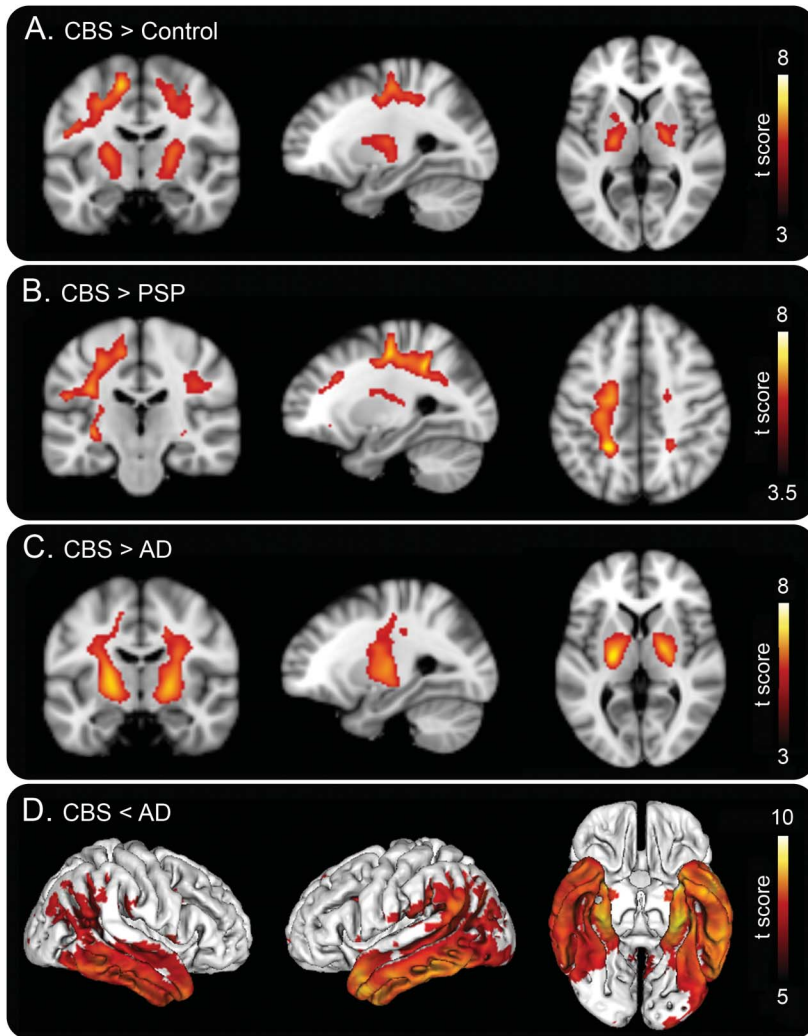 A. CBS > Control
8
t score
3
B. CBS > PSP
8
t score
3.5
C. CBS > AD
8
t score
3
D. CBS < AD
10
t score
5